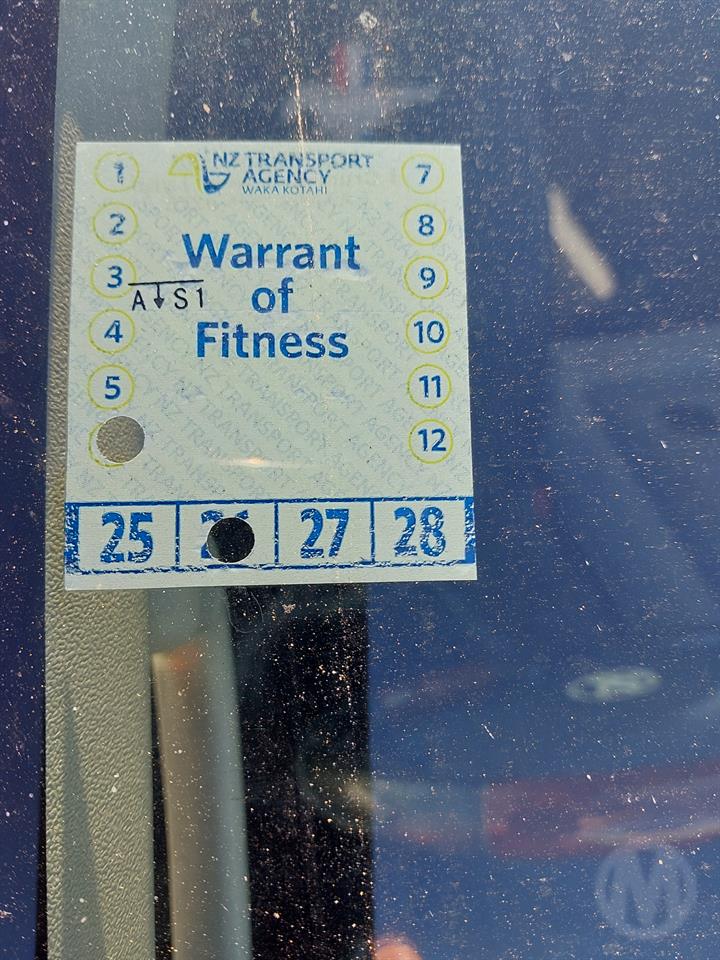 NZ TRANSPORT
AGENCY
WAKA KOTAHI
1
7
2
8
Warrant
3
9
A↓S1
of
4
10
Fitness
5
11
12
25
27
28
M